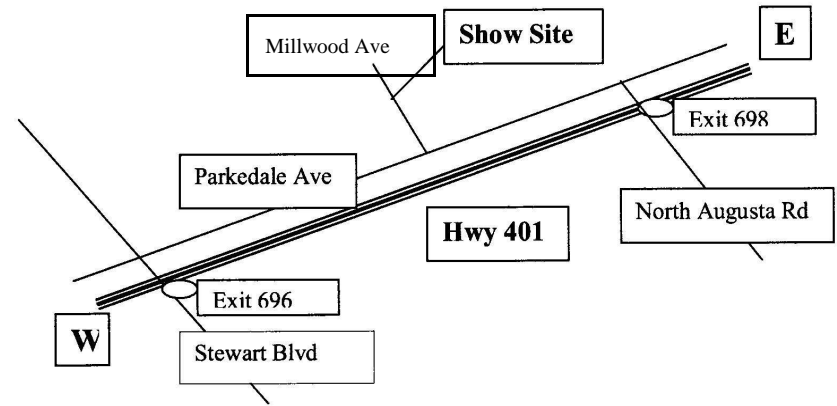 Millwood Ave
Show Site
E
Exit 698
Parkedale Ave
North Augusta Rd
Hwy 401
Exit 696
W
Stewart Blvd